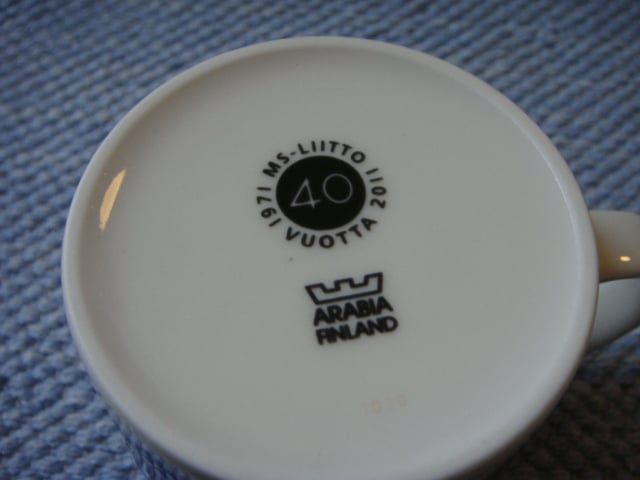 MS-LIITTO
40
1971 VUOTTA 2011
ARABIA
FINLAND